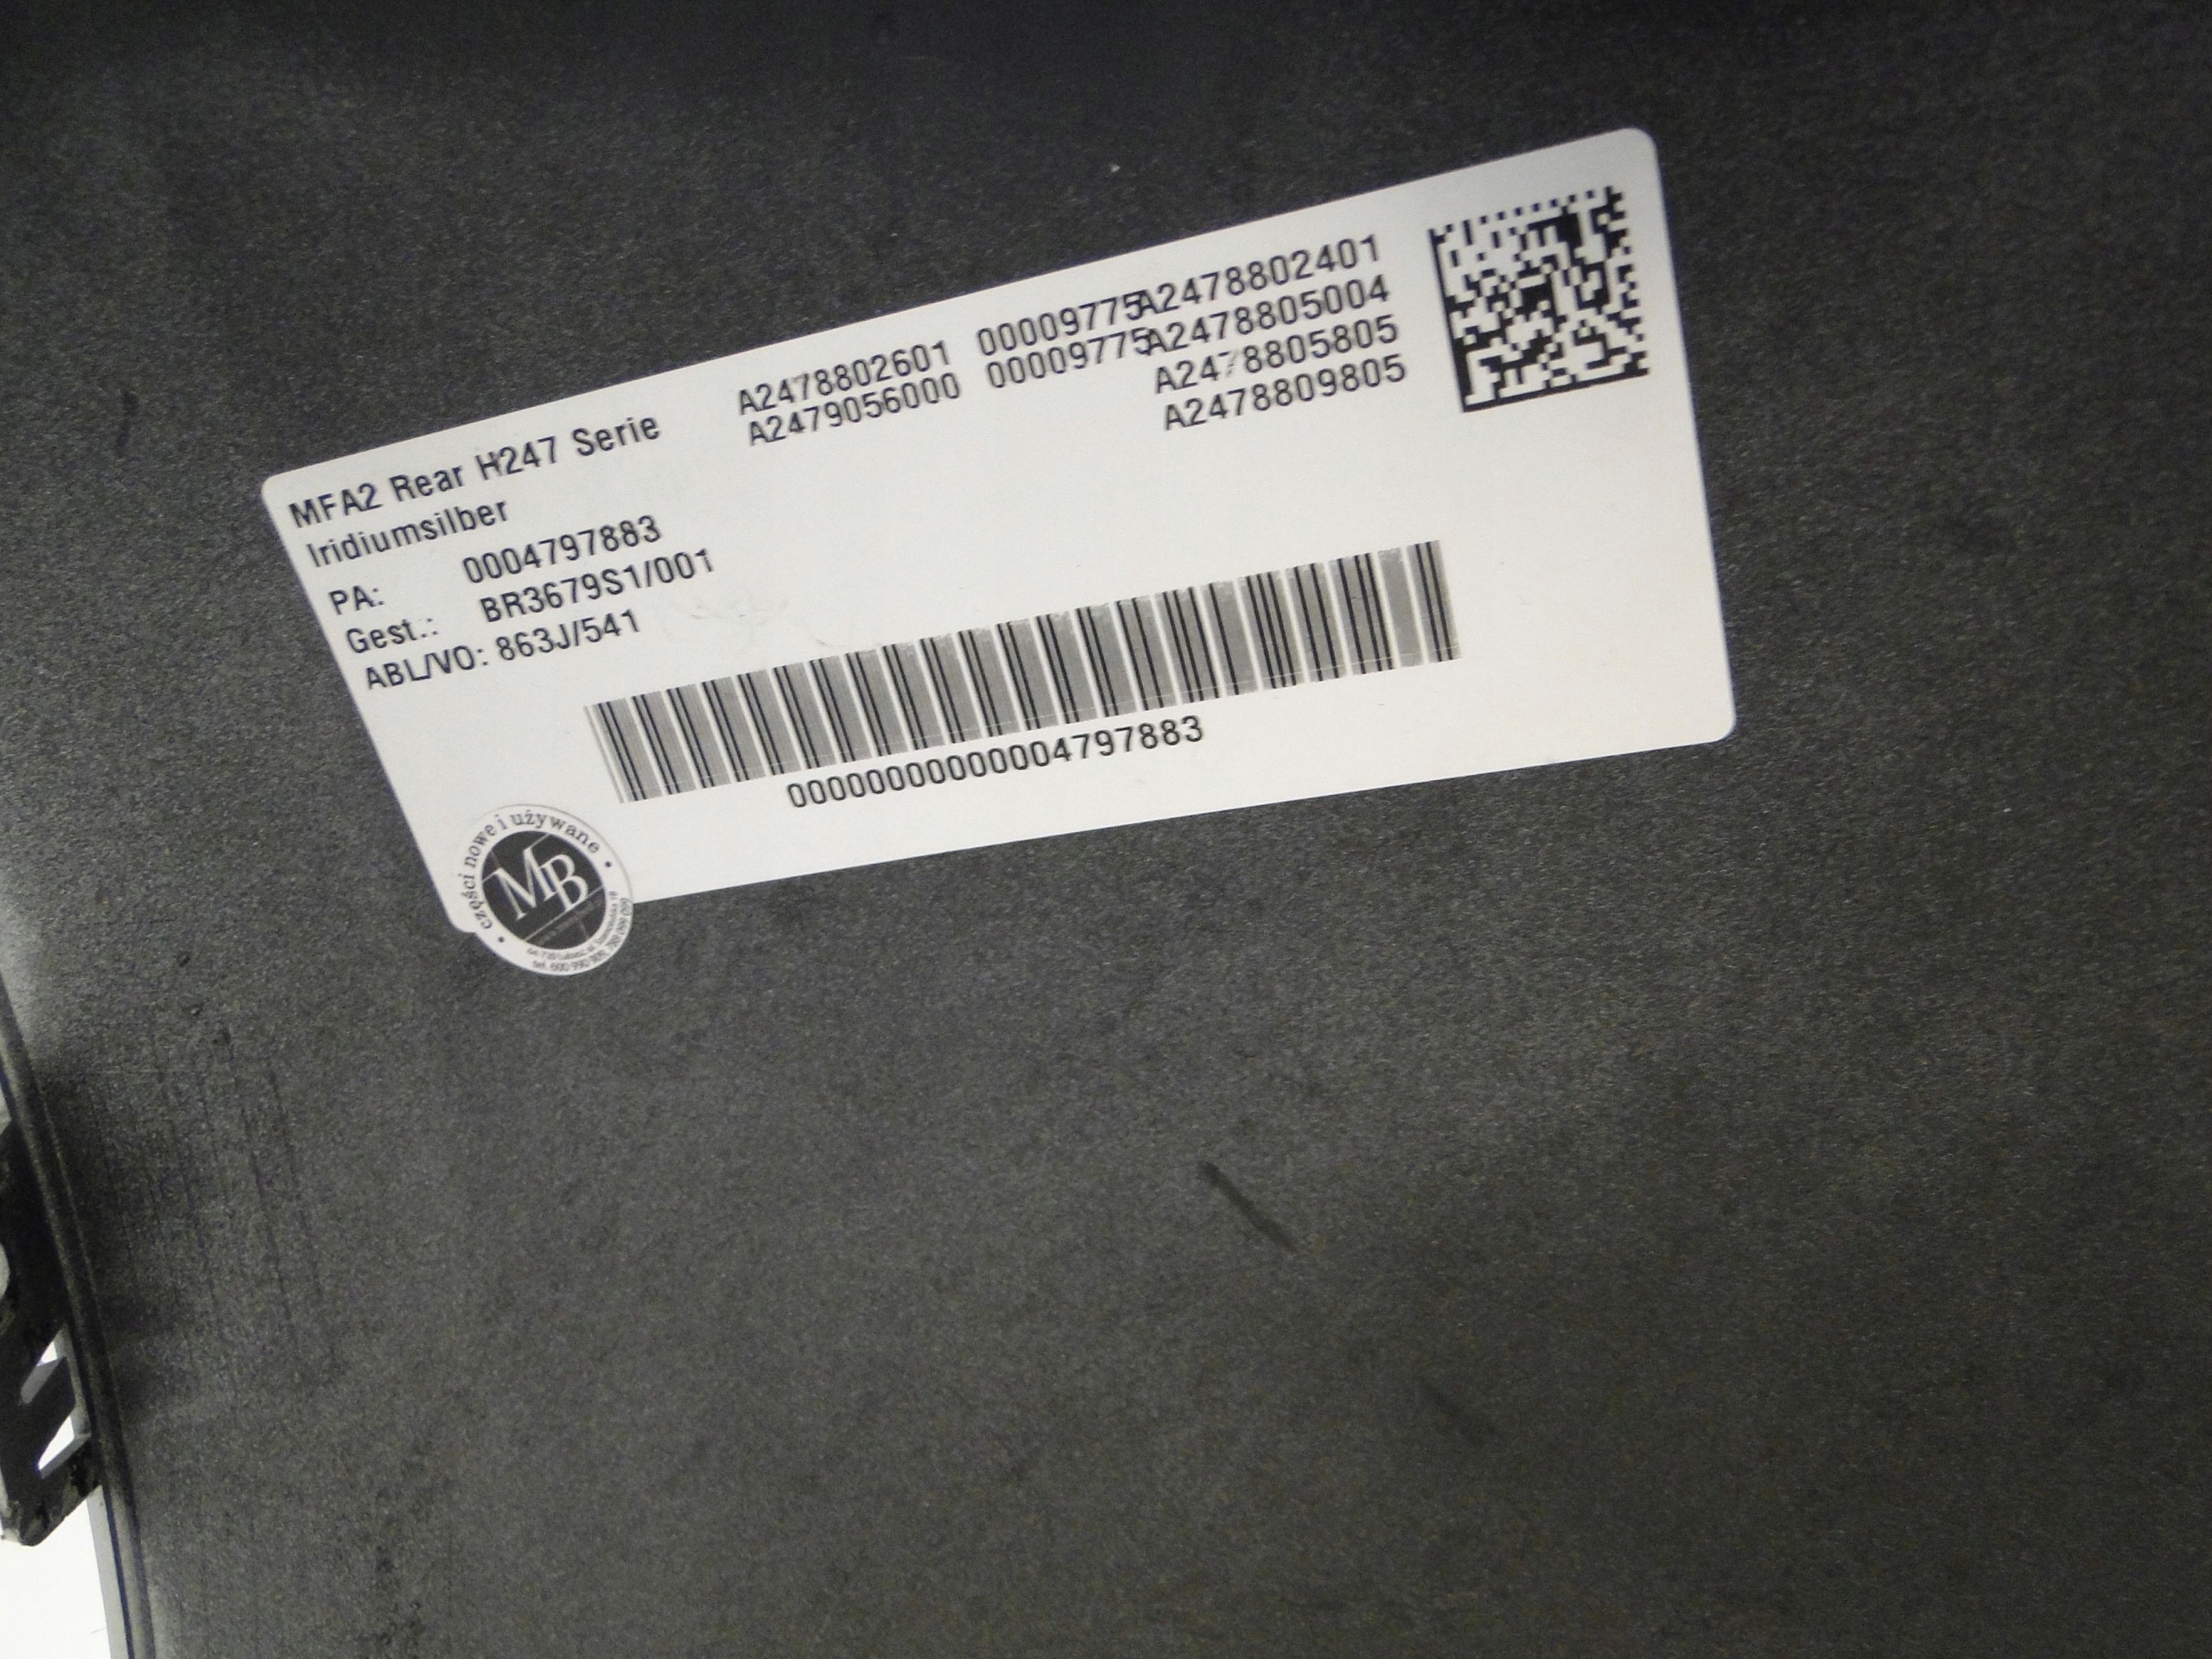 MFA2 Rear H247 Serie
Iridiumsilber
PA: 0004797883
Gest.: BR3679S1/001
ABL/VO: 863J/541
A2478802601 00009775A2478802401
A2479056000 00009775A2478805004
A2478805805
A2478809805
00000000000004797883
części nowe i używane
MB